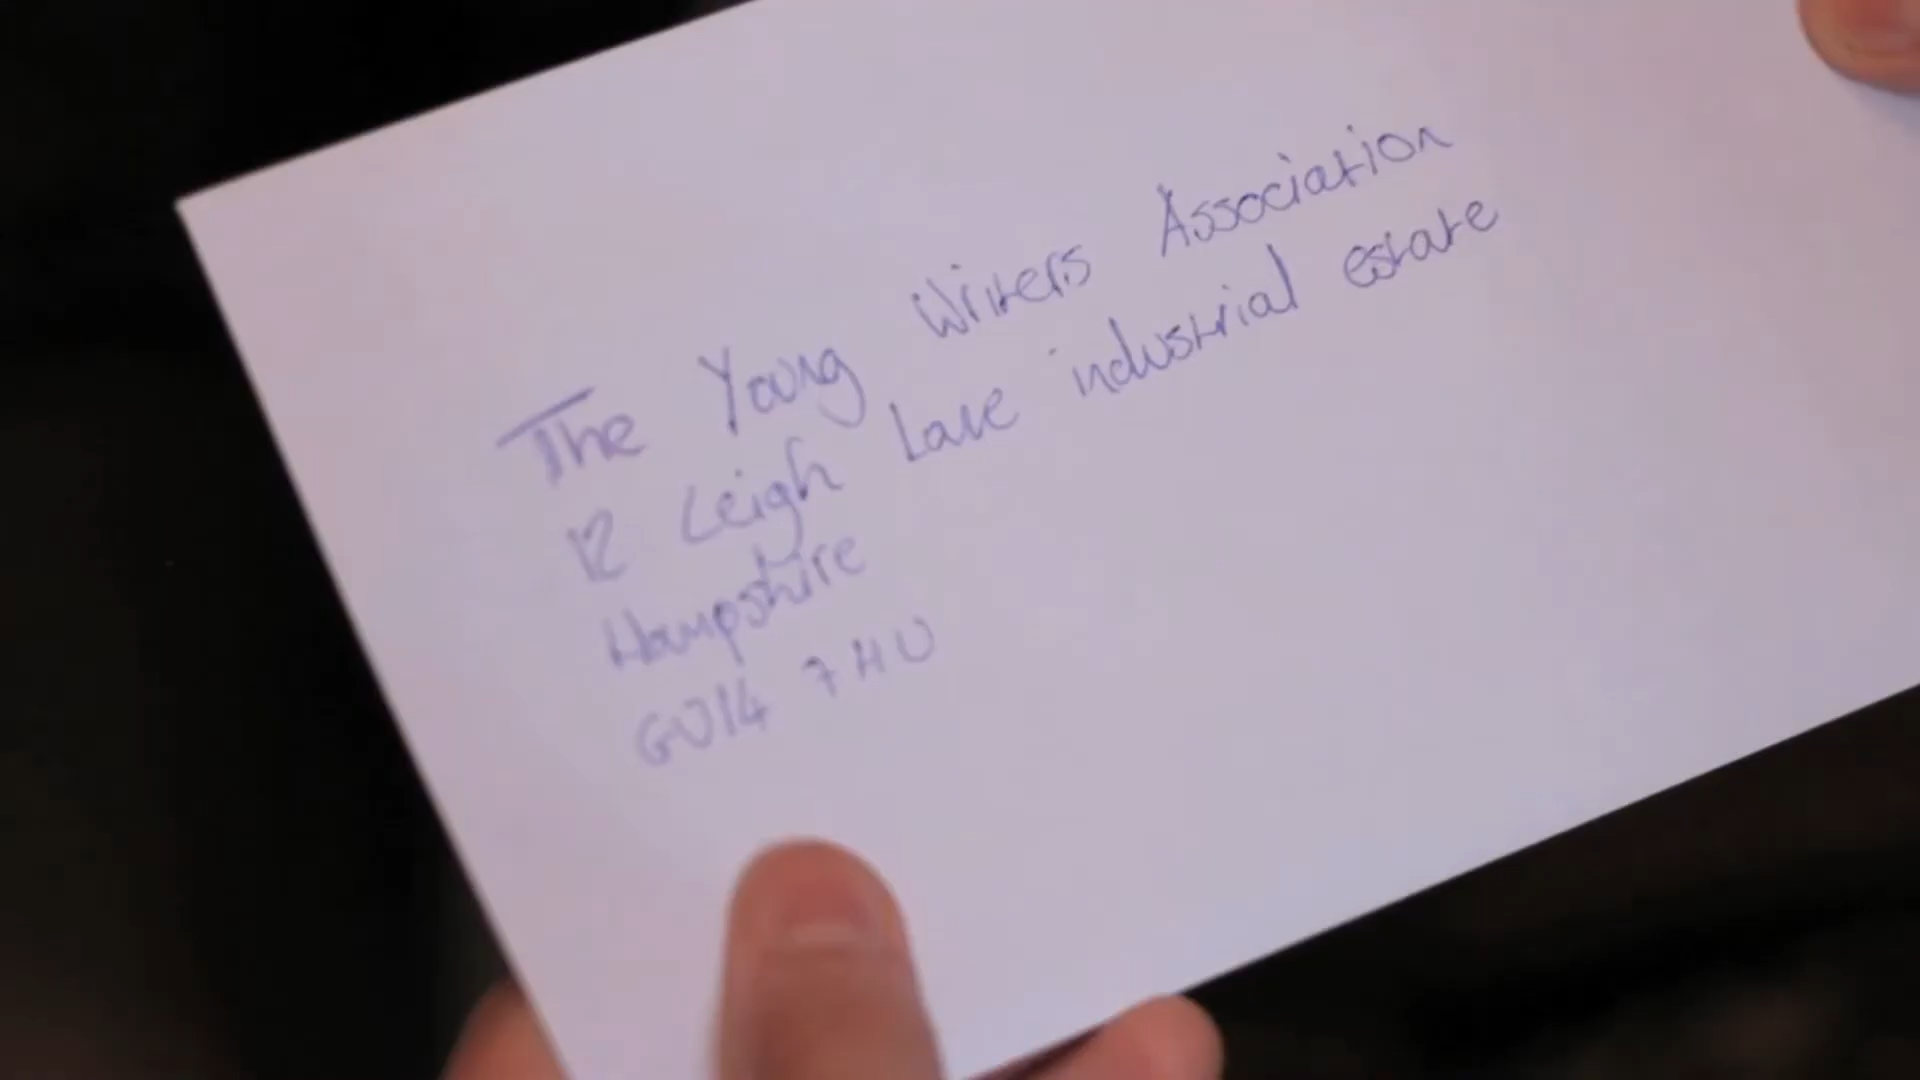 The Young Writers Association
12 Leigh Lane industrial estate
Hampshire
GU14 7HU